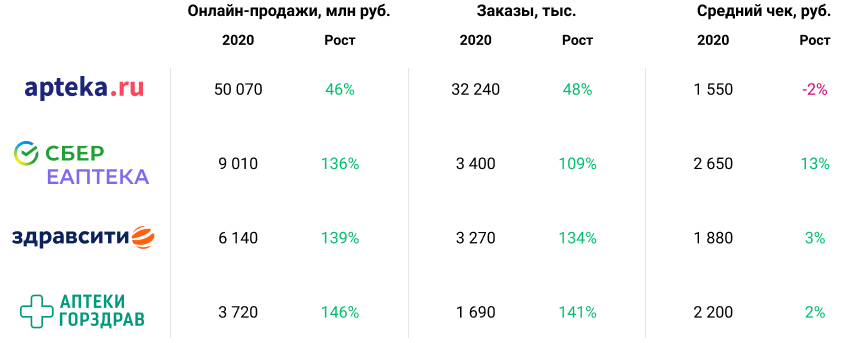 Онлайн-продажи, млн руб. Заказы, тыс. Средний чек, руб.
2020 Рост 2020 Рост 2020 Рост
apteka.ru 50 070 46% 32 240 48% 1 550 -2%
СБЕР
ЕАПТЕКА 9 010 136% 3 400 109% 2 650 13%
здравсити 6 140 139% 3 270 134% 1 880 3%
АПТЕКИ
ГОРЗДРАВ 3 720 146% 1 690 141% 2 200 2%